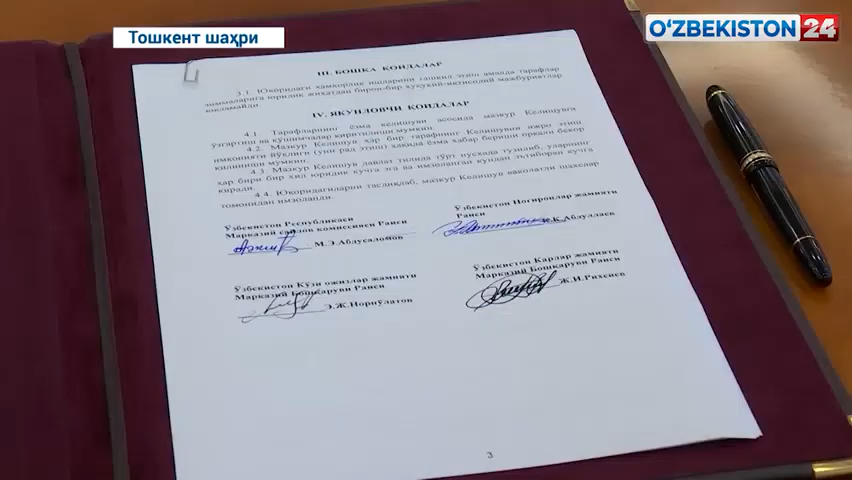 Тошкент шаҳри
O‘ZBEKISTON 24
III. БОШҚА ҚОИДАЛАР
3.1. Юқоридаги ҳамкорлик ишларини ташкил этиш амалда тарафлар
зиммаларига юридик жиҳатдан бирон-бир ҳуқуқий-иқтисодий мажбуриятлар
юкламайди.
IV. ЯКУНЛОВЧИ ҚОИДАЛАР
4.1. Тарафларнинг ёзма келишуви асосида мазкур Келишувга
ўзгартиш ва қўшимчалар киритилиши мумкин.
4.2. Мазкур Келишув ҳар бир тарафнинг Келишувни ижро этиш
имконияти йўқлиги (уни рад этиш) ҳақида ёзма хабар бериши орқали бекор
қилиниши мумкин.
4.3 Мазкур Келишув давлат тилида тўрт нусхада тузилиб, уларнинг
ҳар бири бир хил юридик кучга эга ва имзоланган кундан эътиборан кучга
киради.
4.4. Юқоридагиларни тасдиқлаб, мазкур Келишув ваколатли шахслар
томонидан имзоланди.
Ўзбекистон Республикаси
Марказий сайлов комиссияси Раиси
М.Э.Абдусаломов
Ўзбекистон Ногиронлар жамияти
Раиси
К.Абдуллаев
Ўзбекистон Кўзи ожизлар жамияти
Марказий Бошқаруви Раиси
Э.Ж.Норпўлатов
Ўзбекистон Карлар жамияти
Марказий Бошқаруви Раиси
Ж.И.Рихсиев
3